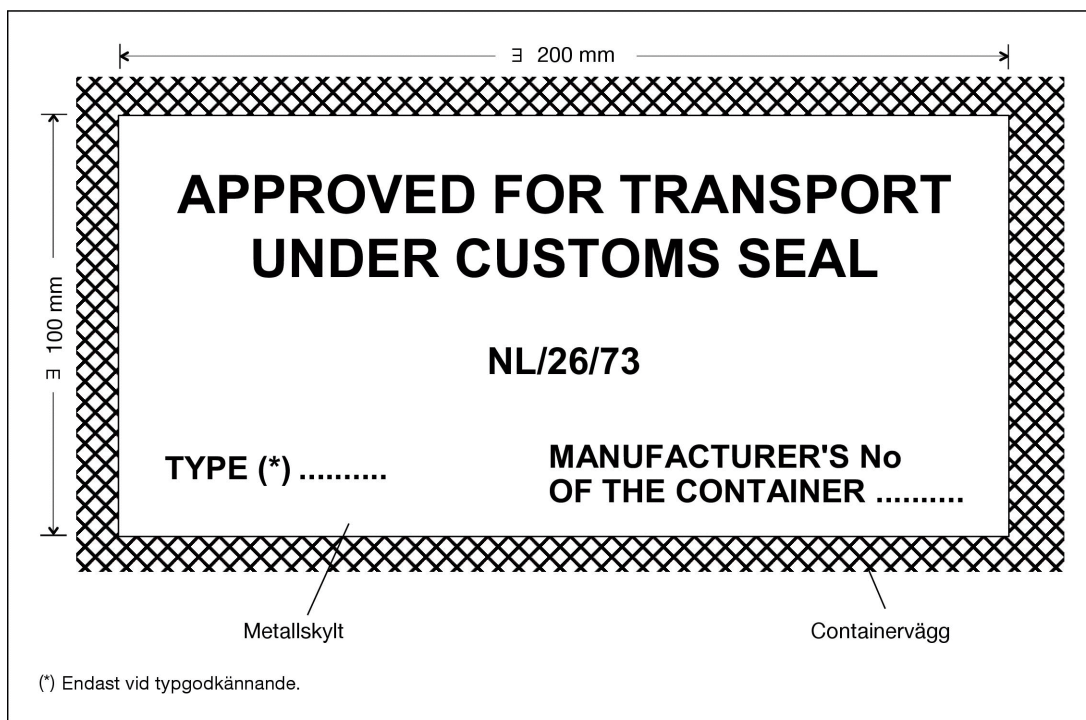 ∃ 200 mm
∃ 100 mm
APPROVED FOR TRANSPORT
UNDER CUSTOMS SEAL
NL/26/73
TYPE (*) ..........
MANUFACTURER'S No
OF THE CONTAINER ..........
Metallskylt
Containervägg
(*) Endast vid typgodkännande.